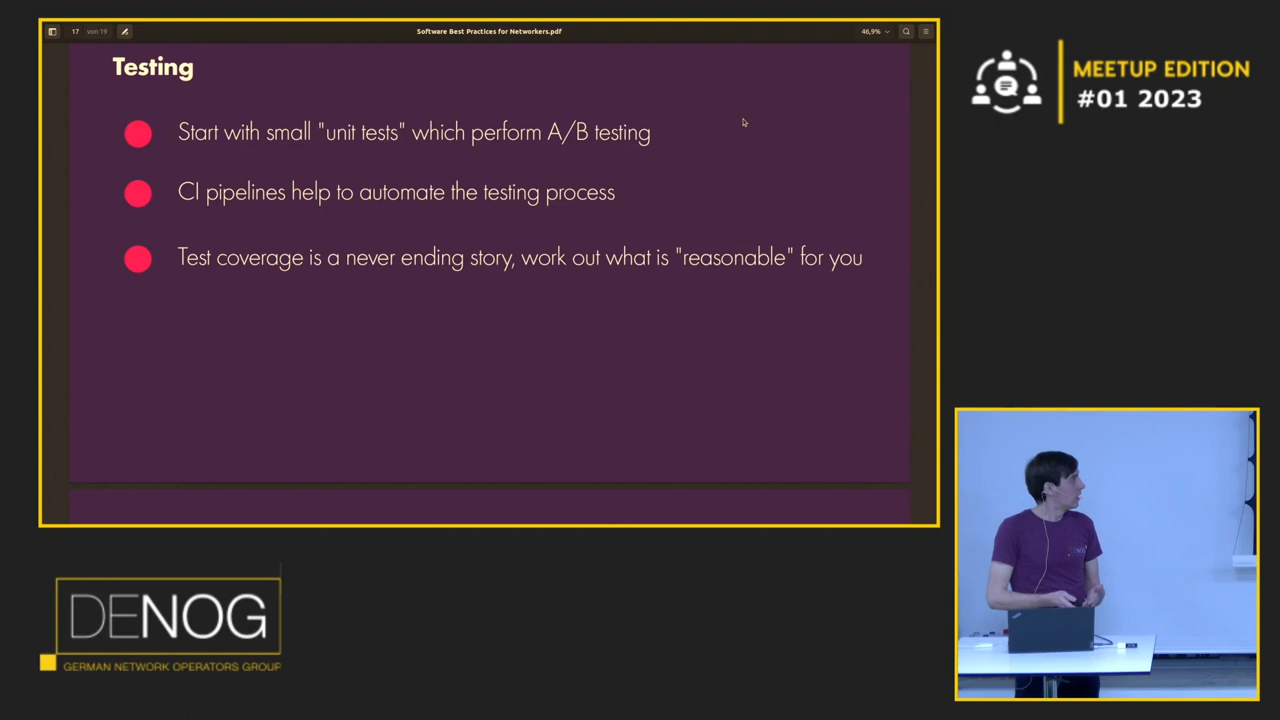 17 von 19
Software Best Practices for Networkers.pdf
46,9%
Testing
Start with small "unit tests" which perform A/B testing
CI pipelines help to automate the testing process
Test coverage is a never ending story, work out what is "reasonable" for you
MEETUP EDITION
#01 2023
DENOG
GERMAN NETWORK OPERATORS GROUP